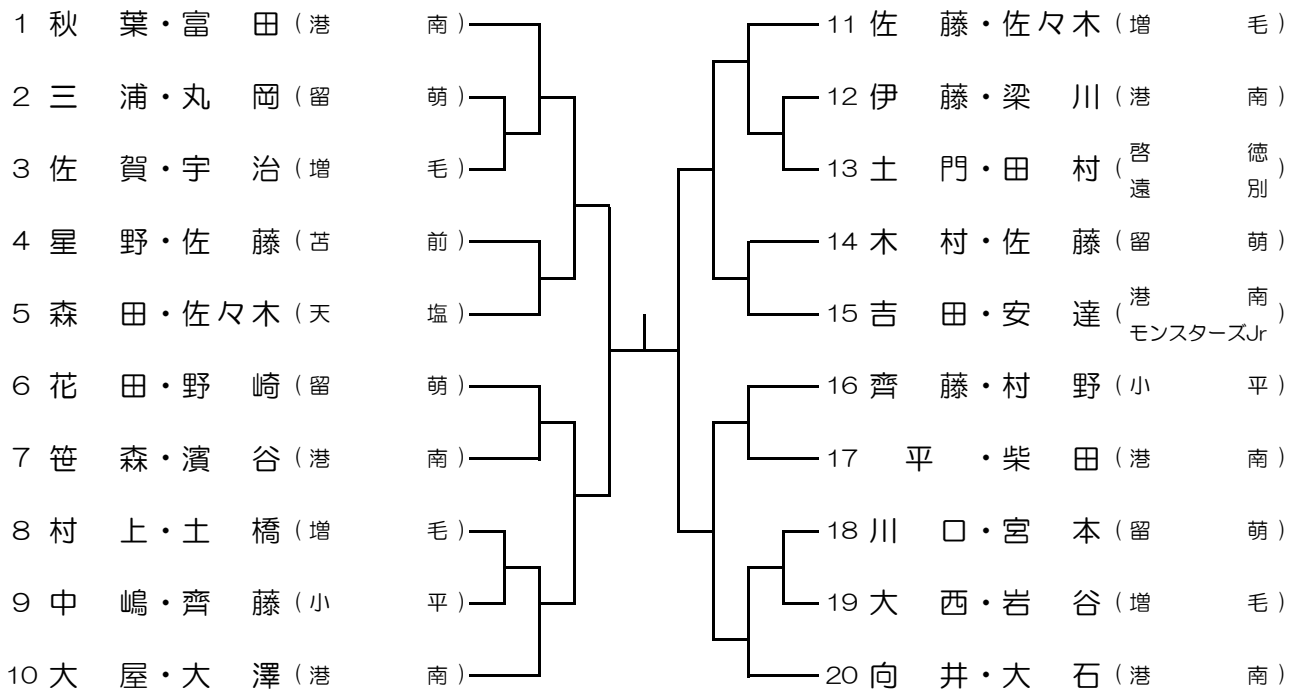 1 秋 葉・富 田（港 南）
2 三 浦・丸 岡（留 萌）
3 佐 賀・宇 治（増 毛）
4 星 野・佐 藤（苫 前）
5 森 田・佐々木（天 塩）
6 花 田・野 崎（留 萌）
7 笹 森・濱 谷（港 南）
8 村 上・土 橋（増 毛）
9 中 嶋・齊 藤（小 平）
10 大 屋・大 澤（港 南）
11 佐 藤・佐々木（増 毛）
12 伊 藤・梁 川（港 南）
13 土 門・田 村（啓 徳
遠 別）
14 木 村・佐 藤（留 萌）
15 吉 田・安 達（港 南
モンスターズJr）
16 齊 藤・村 野（小 平）
17 平 ・柴 田（港 南）
18 川 口・宮 本（留 萌）
19 大 西・岩 谷（増 毛）
20 向 井・大 石（港 南）